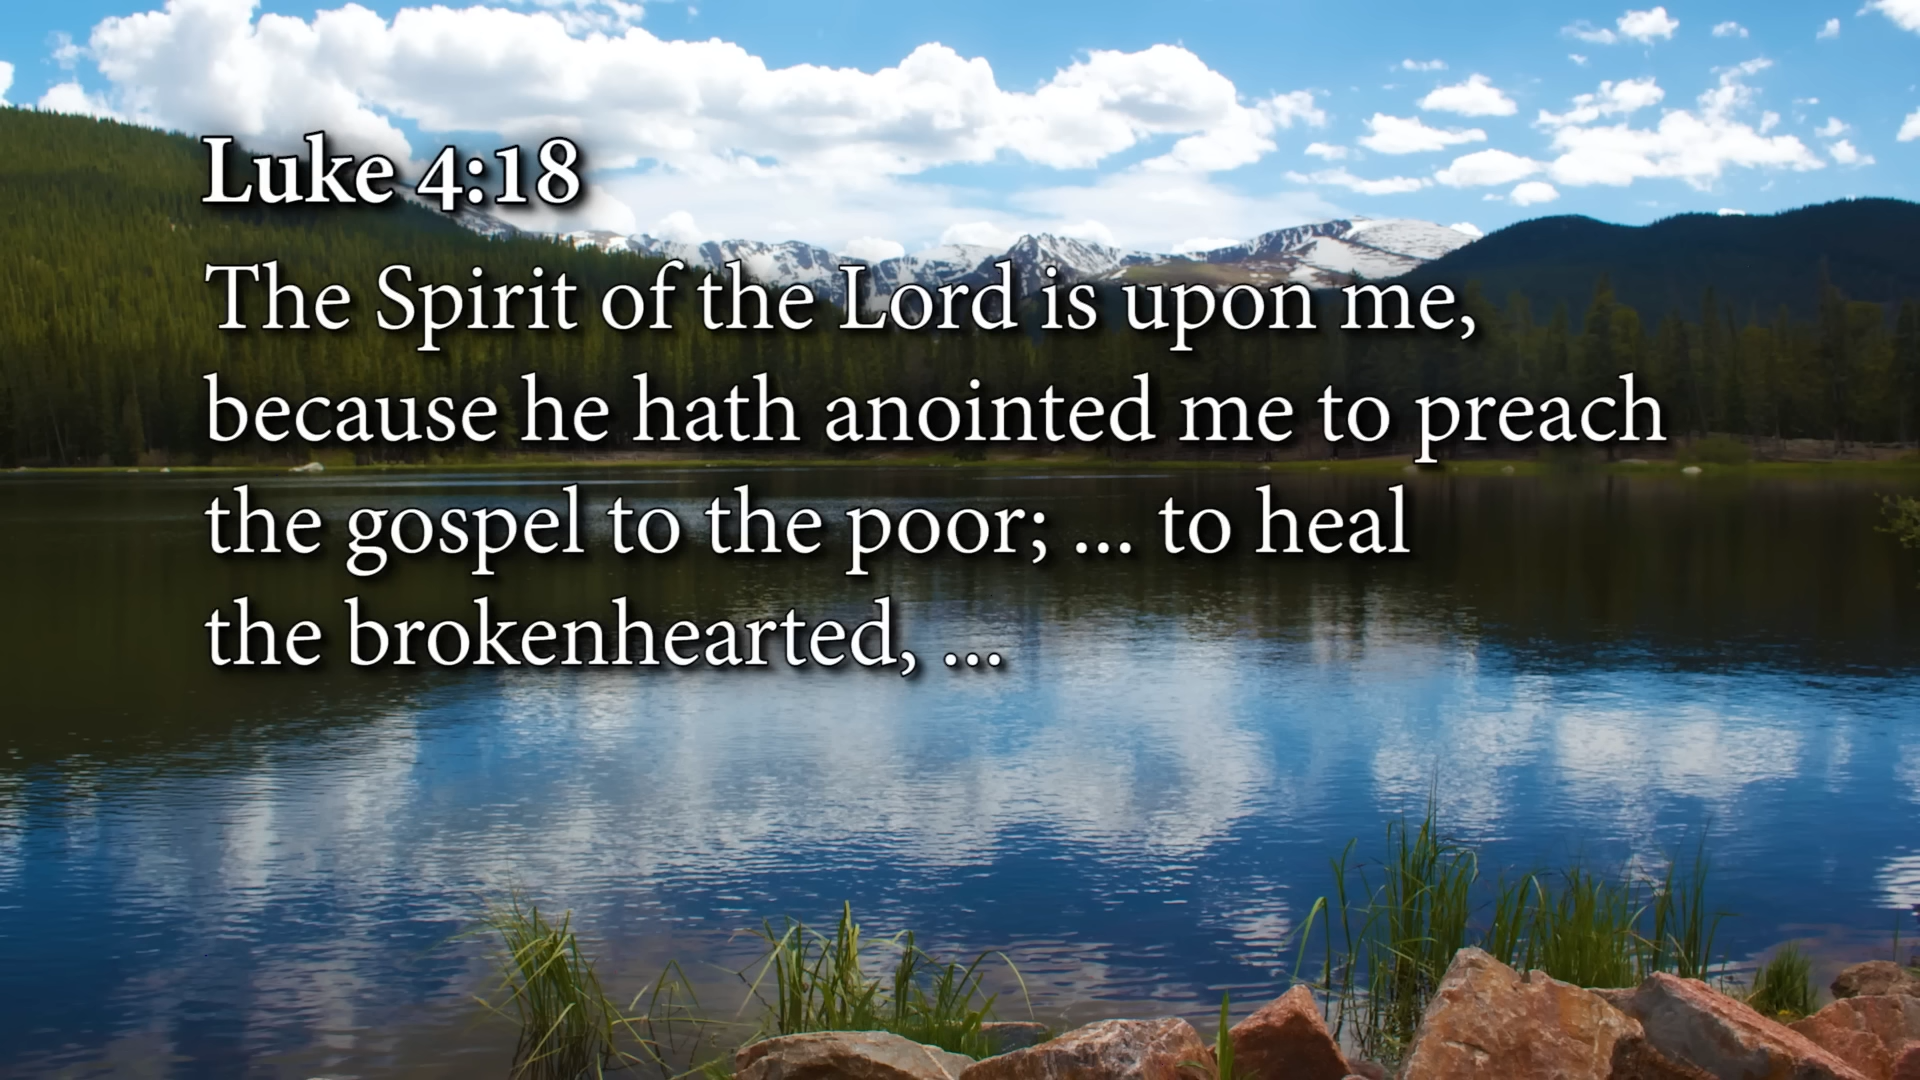 Luke 4:18
The Spirit of the Lord is upon me,
because he hath anointed me to preach
the gospel to the poor; ... to heal
the brokenhearted, ...